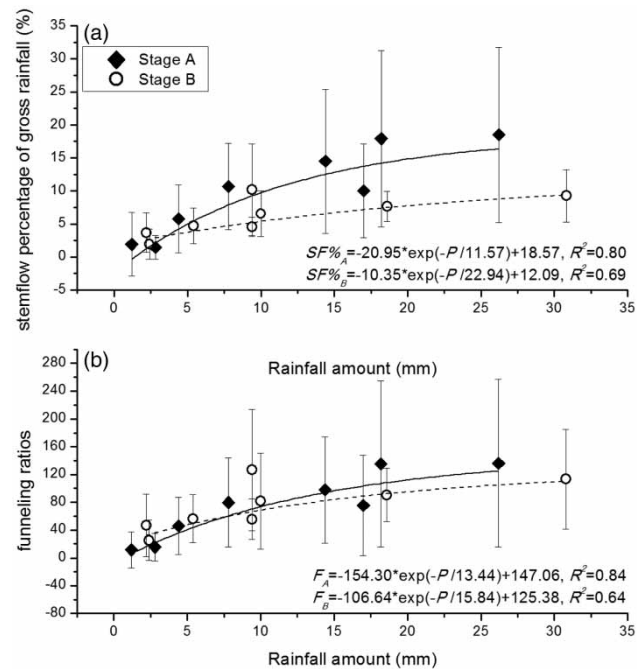 (a)
Stage A
Stage B
stemflow percentage of gross rainfall (%)
35
30
25
20
15
10
5
0
-5
SF%A=-20.95*exp(-P/11.57)+18.57, R²=0.80
SF%B=-10.35*exp(-P/22.94)+12.09, R²=0.69
0 5 10 15 20 25 30 35
Rainfall amount (mm)
(b)
funneling ratios
280
240
200
160
120
80
40
0
-40
-80
FA=-154.30*exp(-P/13.44)+147.06, R²=0.84
FB=-106.64*exp(-P/15.84)+125.38, R²=0.64
0 5 10 15 20 25 30 35
Rainfall amount (mm)